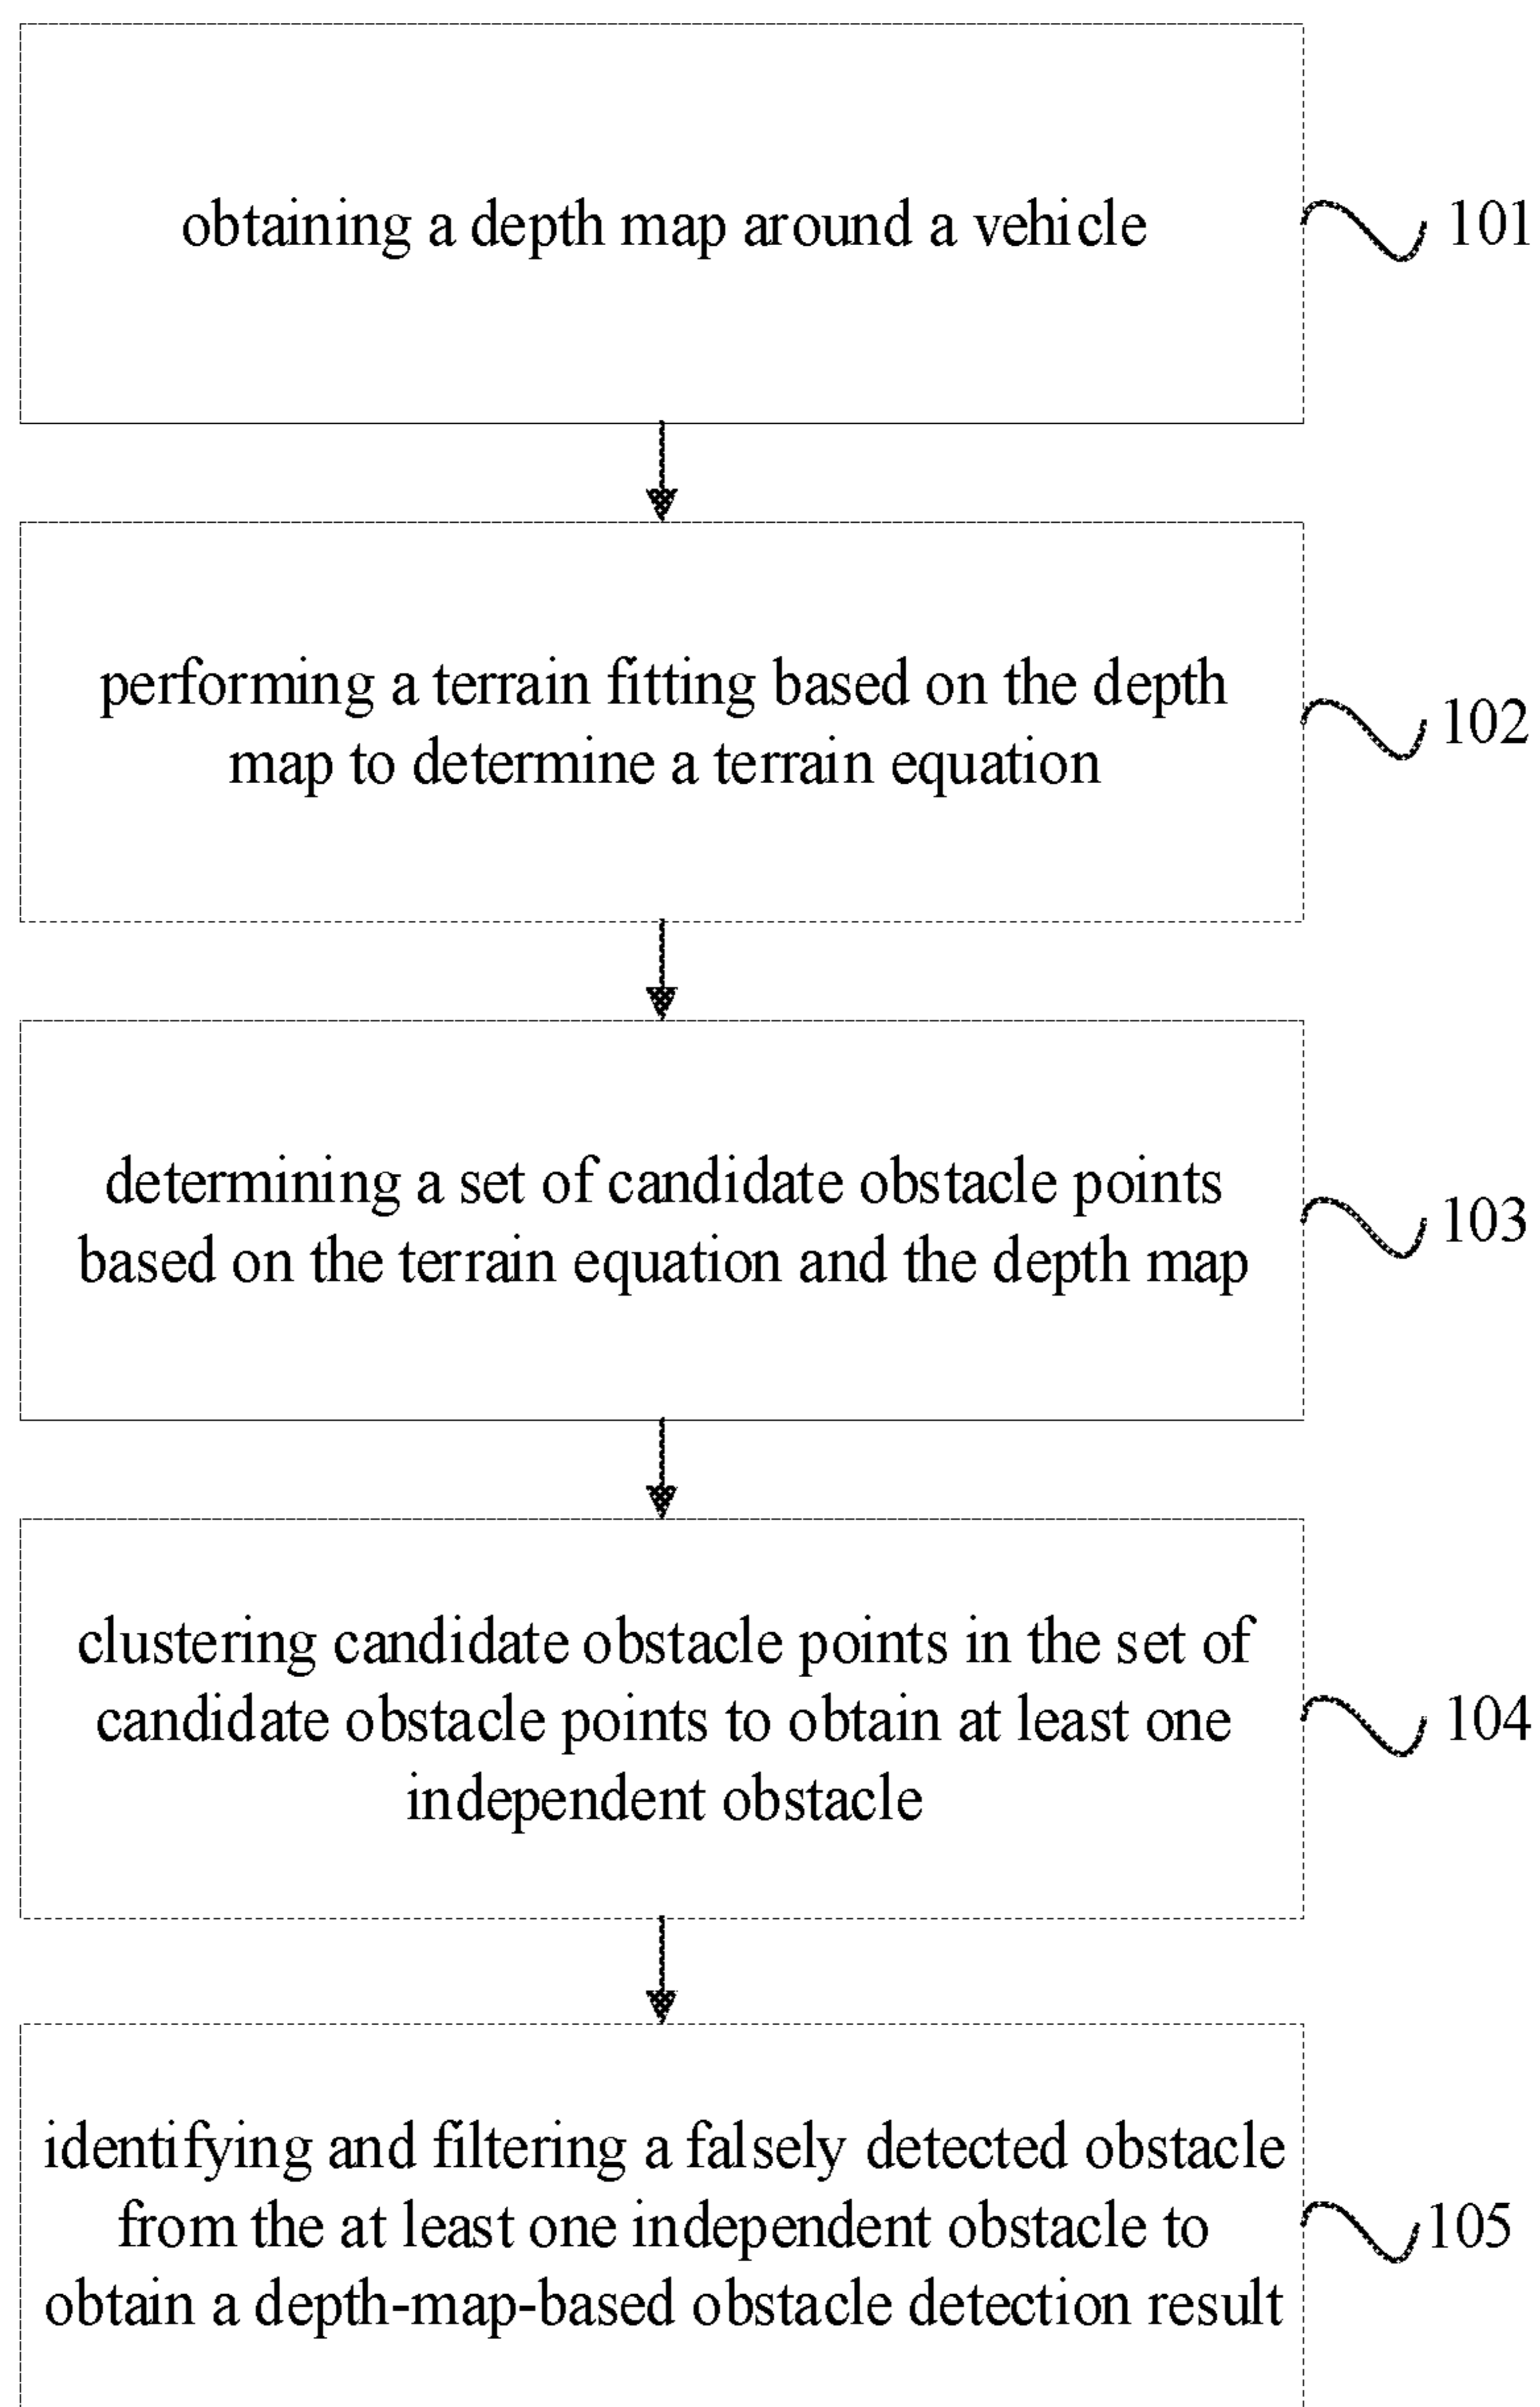 obtaining a depth map around a vehicle
101
performing a terrain fitting based on the depth
map to determine a terrain equation
102
determining a set of candidate obstacle points
based on the terrain equation and the depth map
103
clustering candidate obstacle points in the set of
candidate obstacle points to obtain at least one
independent obstacle
104
identifying and filtering a falsely detected obstacle
from the at least one independent obstacle to
obtain a depth-map-based obstacle detection result
105